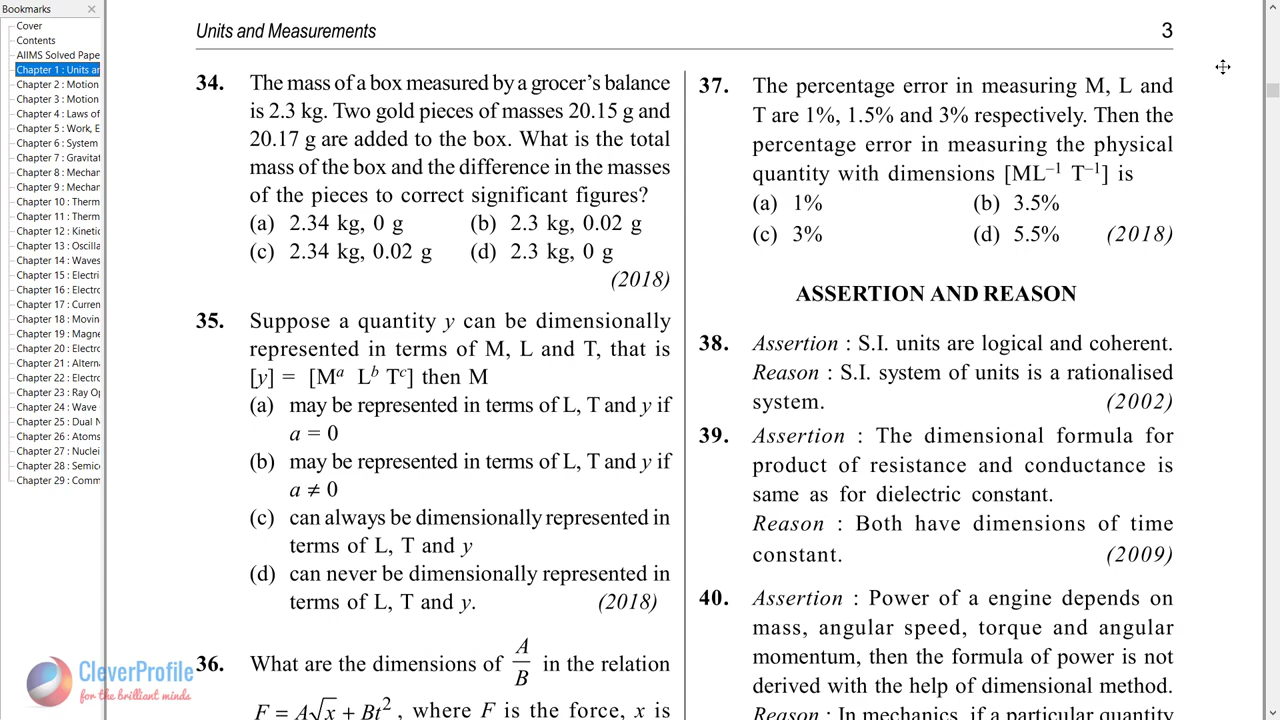 Bookmarks
Cover
Contents
AIIMS Solved Pape
Chapter 1 : Units ar
Chapter 2 : Motion
Chapter 3 : Motion
Chapter 4 : Laws of
Chapter 5 : Work, E
Chapter 6 : System
Chapter 7 : Gravitat
Chapter 8 : Mechar
Chapter 9 : Mechar
Chapter 10 : Therm
Chapter 11 : Therm
Chapter 12 : Kinetic
Chapter 13 : Oscilla
Chapter 14 : Waves
Chapter 15 : Electri
Chapter 16 : Electro
Chapter 17 : Curren
Chapter 18 : Movin
Chapter 19 : Magne
Chapter 20 : Electro
Chapter 21 : Altern
Chapter 22 : Electro
Chapter 23 : Ray Op
Chapter 24 : Wave
Chapter 25 : Dual N
Chapter 26 : Atoms
Chapter 27 : Nuclei
Chapter 28 : Semic
Chapter 29 : Comm
Units and Measurements 3
34. The mass of a box measured by a grocer’s balance
is 2.3 kg. Two gold pieces of masses 20.15 g and
20.17 g are added to the box. What is the total
mass of the box and the difference in the masses
of the pieces to correct significant figures?
(a) 2.34 kg, 0 g (b) 2.3 kg, 0.02 g
(c) 2.34 kg, 0.02 g (d) 2.3 kg, 0 g
(2018)
35. Suppose a quantity y can be dimensionally
represented in terms of M, L and T, that is
[y] = [Mᵃ Lᵇ Tᶜ] then M
(a) may be represented in terms of L, T and y if
a = 0
(b) may be represented in terms of L, T and y if
a ≠ 0
(c) can always be dimensionally represented in
terms of L, T and y
(d) can never be dimensionally represented in
terms of L, T and y. (2018)
36. What are the dimensions of A/B in the relation
F = A√x + Bt², where F is the force, x is
37. The percentage error in measuring M, L and
T are 1%, 1.5% and 3% respectively. Then the
percentage error in measuring the physical
quantity with dimensions [ML⁻¹ T⁻¹] is
(a) 1% (b) 3.5%
(c) 3% (d) 5.5% (2018)
ASSERTION AND REASON
38. Assertion : S.I. units are logical and coherent.
Reason : S.I. system of units is a rationalised
system. (2002)
39. Assertion : The dimensional formula for
product of resistance and conductance is
same as for dielectric constant.
Reason : Both have dimensions of time
constant. (2009)
40. Assertion : Power of a engine depends on
mass, angular speed, torque and angular
momentum, then the formula of power is not
derived with the help of dimensional method.
Reason : In mechanics, if a particular quantity
CleverProfile
for the brilliant minds